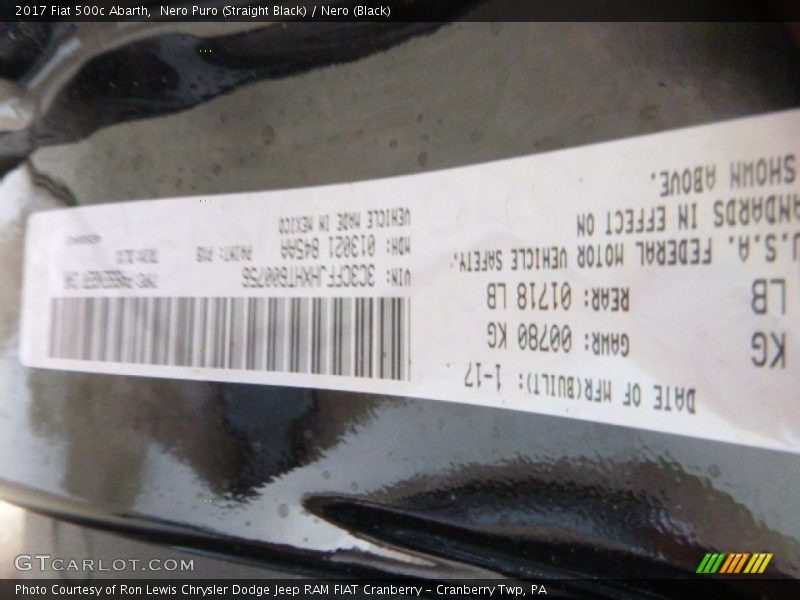 2017 Fiat 500c Abarth,  Nero Puro (Straight Black) / Nero (Black)
DATE OF MFR(BUILT): 1-17
KG GAWR: 00780 KG
LB REAR: 01718 LB
U.S.A. FEDERAL MOTOR VEHICLE SAFETY
ANDARDS IN EFFECT ON
SHOWN ABOVE.
VIN: 3C3CFFJHXHT600756
MDH: 013021 845AA PAINT: PXB
VEHICLE MADE IN MEXICO
GTCARLOT.COM
Photo Courtesy of Ron Lewis Chrysler Dodge Jeep RAM FIAT Cranberry – Cranberry Twp, PA